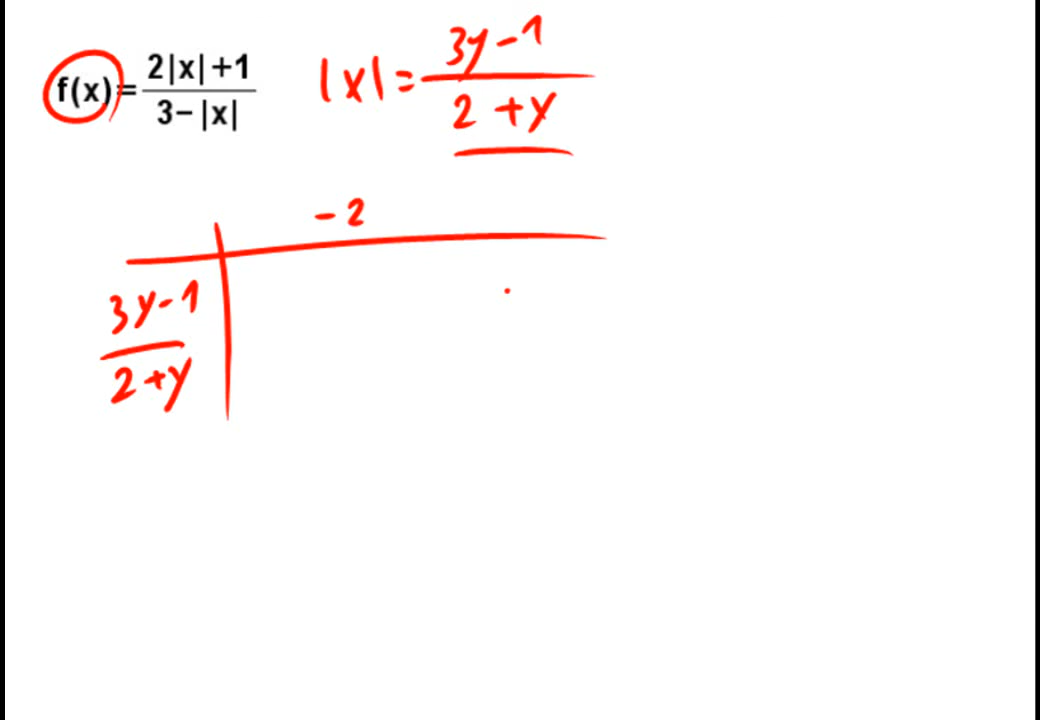 f(x)= (2|x|+1)/(3-|x|)
|x|= (3y-1)/(2+y)
-2
(3y-1)/(2+y)